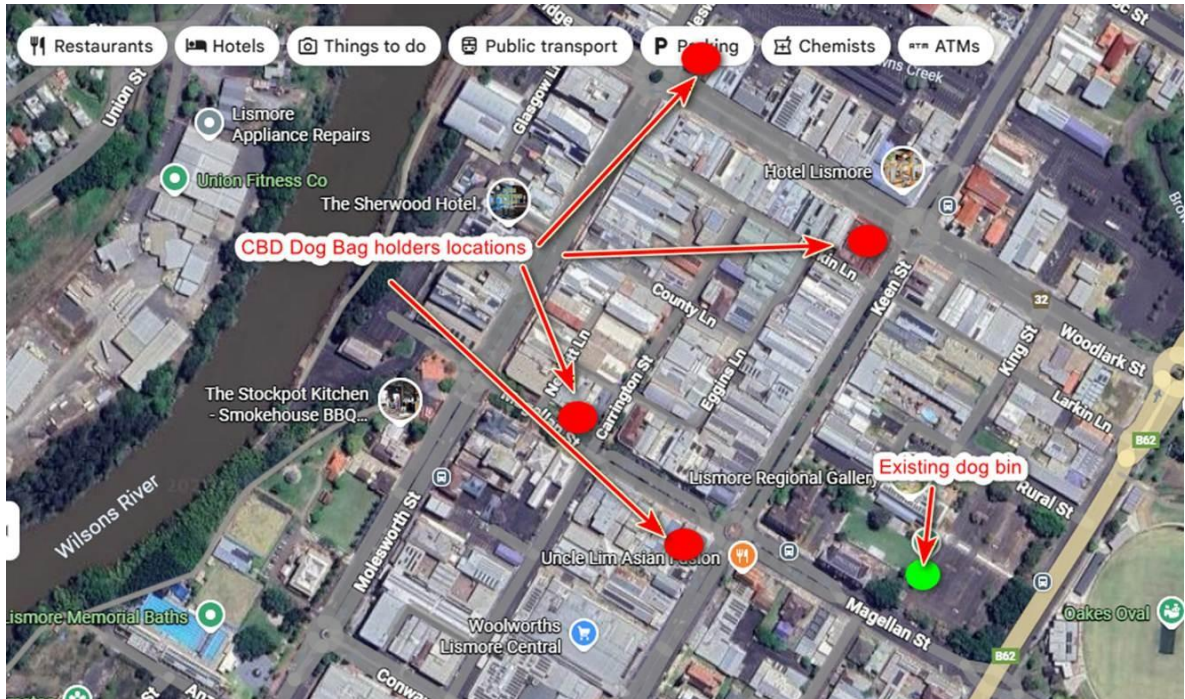 Restaurants
Hotels
Things to do
Public transport
Parking
Chemists
ATMs
Union St
Glasgow Ln
Lismore
Appliance Repairs
Union Fitness Co
The Sherwood Hotel
Hotel Lismore
CBD Dog Bag holders locations
County Ln
Keen St
32
Woodlark St
King St
Larkin Ln
B62
Carrington St
Eggins Ln
The Stockpot Kitchen
- Smokehouse BBQ...
Magellan St
Lismore Regional Gallery
Existing dog bin
Rural St
Wilsons River
Molesworth St
Uncle Lim Asian Fusion
Lismore Memorial Baths
Woolworths
Lismore Central
Magellan St
Oakes Oval
B62